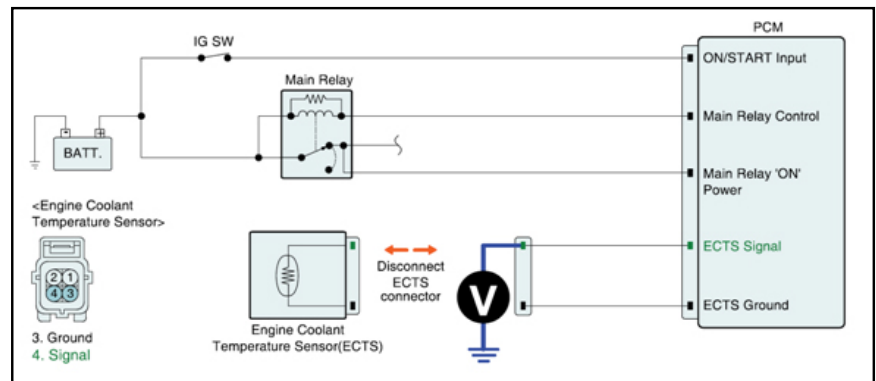 PCM
IG SW
ON/START Input
Main Relay
Main Relay Control
BATT.
Main Relay 'ON'
Power
<Engine Coolant
Temperature Sensor>
2 1
4 3
3. Ground
4. Signal
Disconnect
ECTS
connector
Engine Coolant
Temperature Sensor(ECTS)
V
ECTS Signal
ECTS Ground